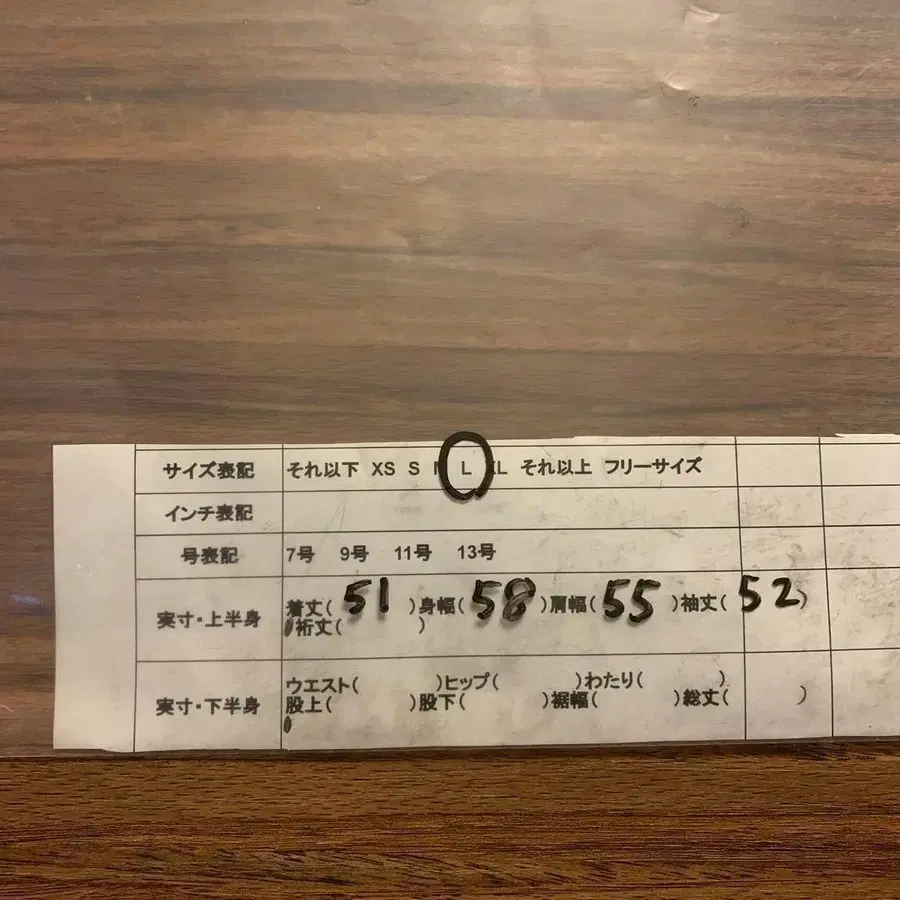 サイズ表記 それ以下 XS S M L XL それ以上 フリーサイズ
インチ表記
号表記 7号 9号 11号 13号
実寸・上半身 着丈( 51 )身幅( 58 )肩幅( 55 )袖丈( 52 )
裄丈( )
実寸・下半身 ウエスト( )ヒップ( )わたり( )
股上( )股下( )裾幅( )総丈( )